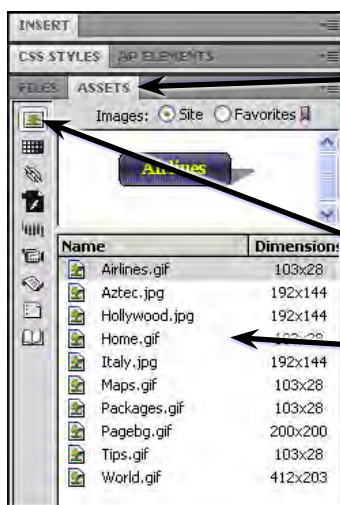 INSERT
CSS STYLES AP ELEMENTS
FILES ASSETS
Images: Site Favorites
Airlines
Name Dimensions
Airlines.gif 103x28
Aztec.jpg 192x144
Hollywood.jpg 192x144
Home.gif 103x28
Italy.jpg 192x144
Maps.gif 103x28
Packages.gif 103x28
Pagebg.gif 200x200
Tips.gif 103x28
World.gif 412x203